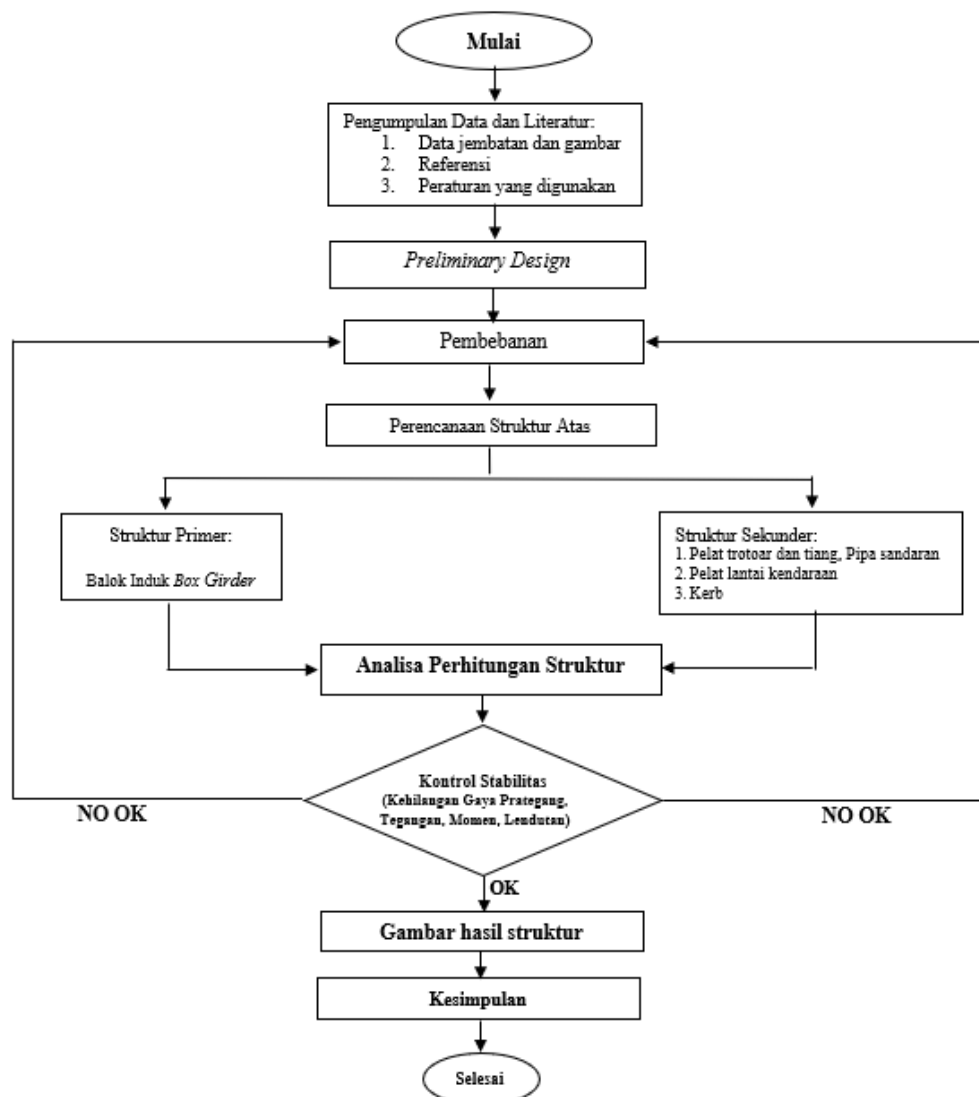 Mulai
Pengumpulan Data dan Literatur:
1. Data jembatan dan gambar
2. Referensi
3. Peraturan yang digunakan
Preliminary Design
Pembebanan
Perencanaan Struktur Atas
Struktur Primer:
Balok Induk Box Girder
Struktur Sekunder:
1. Pelat trotoar dan tiang, Pipa sandaran
2. Pelat lantai kendaraan
3. Kerb
Analisa Perhitungan Struktur
Kontrol Stabilitas
(Kehilangan Gaya Prategang,
Tegangan, Momen, Lendutan)
NO OK
NO OK
OK
Gambar hasil struktur
Kesimpulan
Selesai